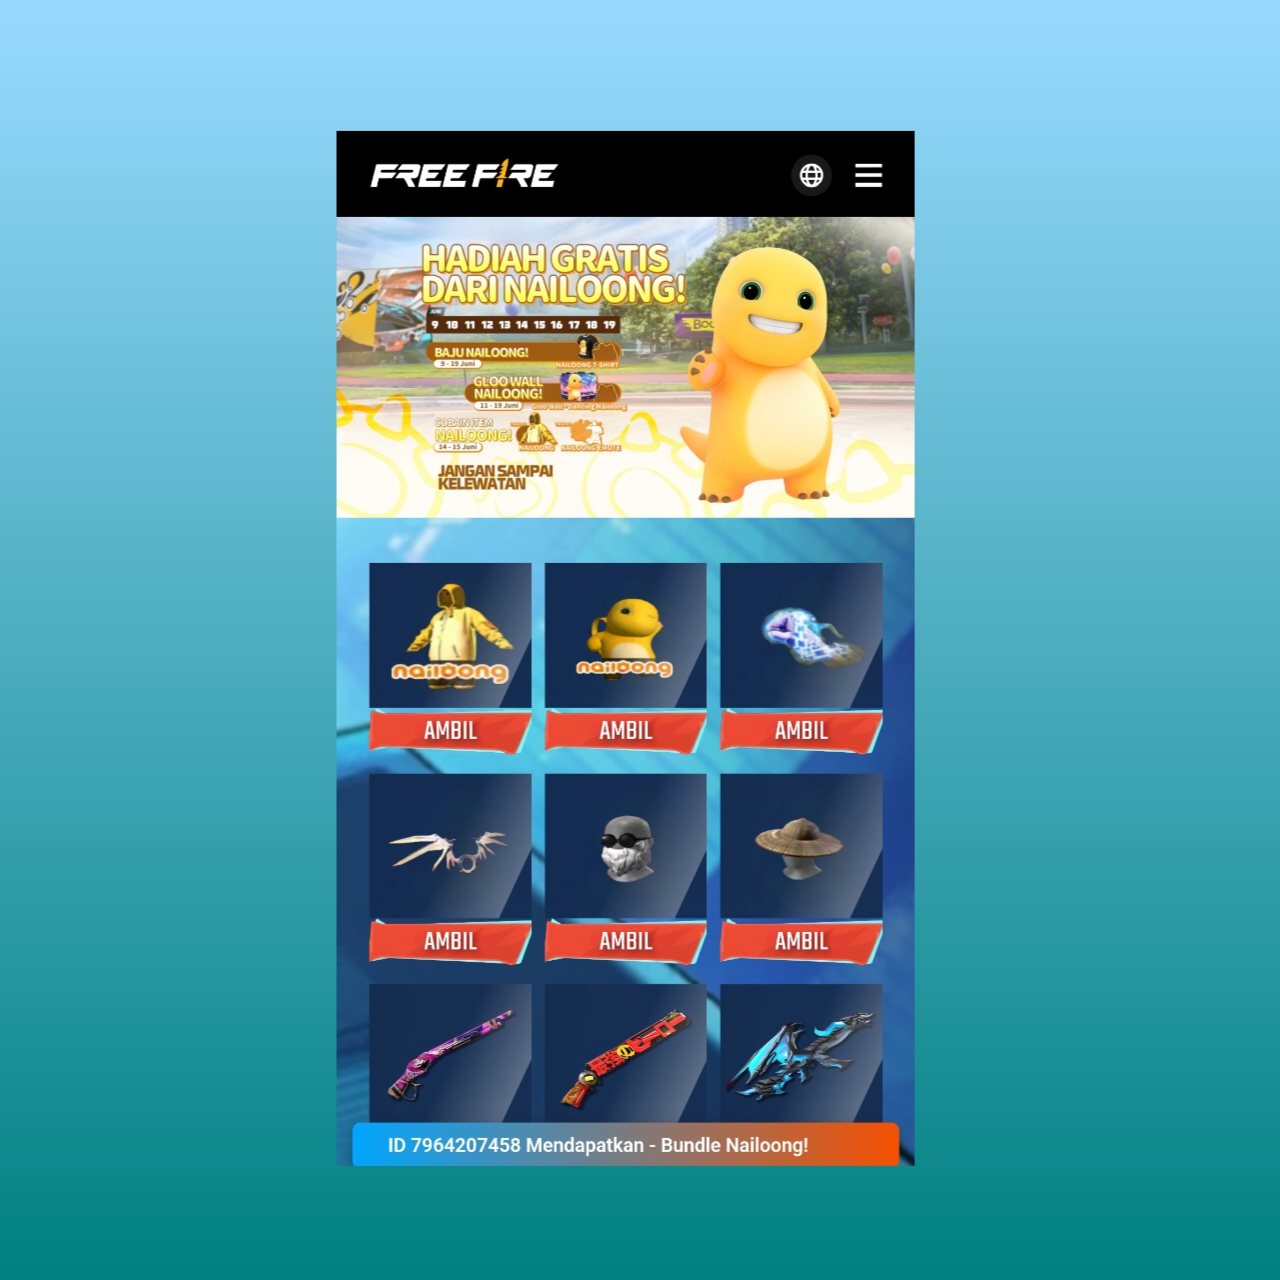 FREE FIRE
HADIAH GRATIS
DARI NAILOONG!
9 10 11 12 13 14 15 16 17 18 19
BAJU NAILOONG!
9 - 19 Juni
NAILOONG T-SHIRT
GLOO WALL
NAILOONG!
11 - 19 Juni
Gloo Wall - Dancing Nailoong
COBAIN ITEM
NAILOONG!
14 - 15 Juni
NAILOONG
NAILOONG EMOTE
JANGAN SAMPAI
KELEWATAN
nailoong
nailoong
AMBIL
AMBIL
AMBIL
AMBIL
AMBIL
AMBIL
ID 7964207458 Mendapatkan - Bundle Nailoong!